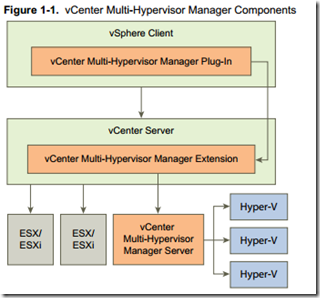 Figure 1-1. vCenter Multi-Hypervisor Manager Components
vSphere Client
vCenter Multi-Hypervisor Manager Plug-In
vCenter Server
vCenter Multi-Hypervisor Manager Extension
ESX/
ESXi
ESX/
ESXi
vCenter
Multi-Hypervisor
Manager Server
Hyper-V
Hyper-V
Hyper-V